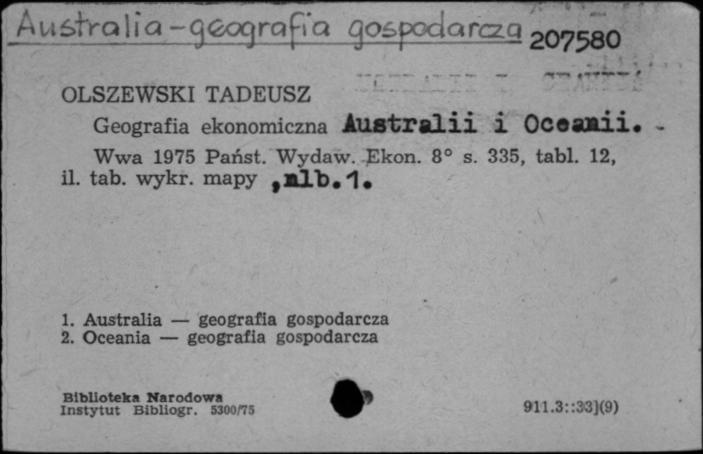 Australia - geografia gospodarcza 207580
OLSZEWSKI TADEUSZ
Geografia ekonomiczna Australii i Oceanii. -
Wwa 1975 Państ. Wydaw. Ekon. 8° s. 335, tabl. 12,
il. tab. wykr. mapy ,nlb.1.
1. Australia — geografia gospodarcza
2. Oceania — geografia gospodarcza
Biblioteka Narodowa
Instytut Bibliogr. 5300/75
911.3::33](9)